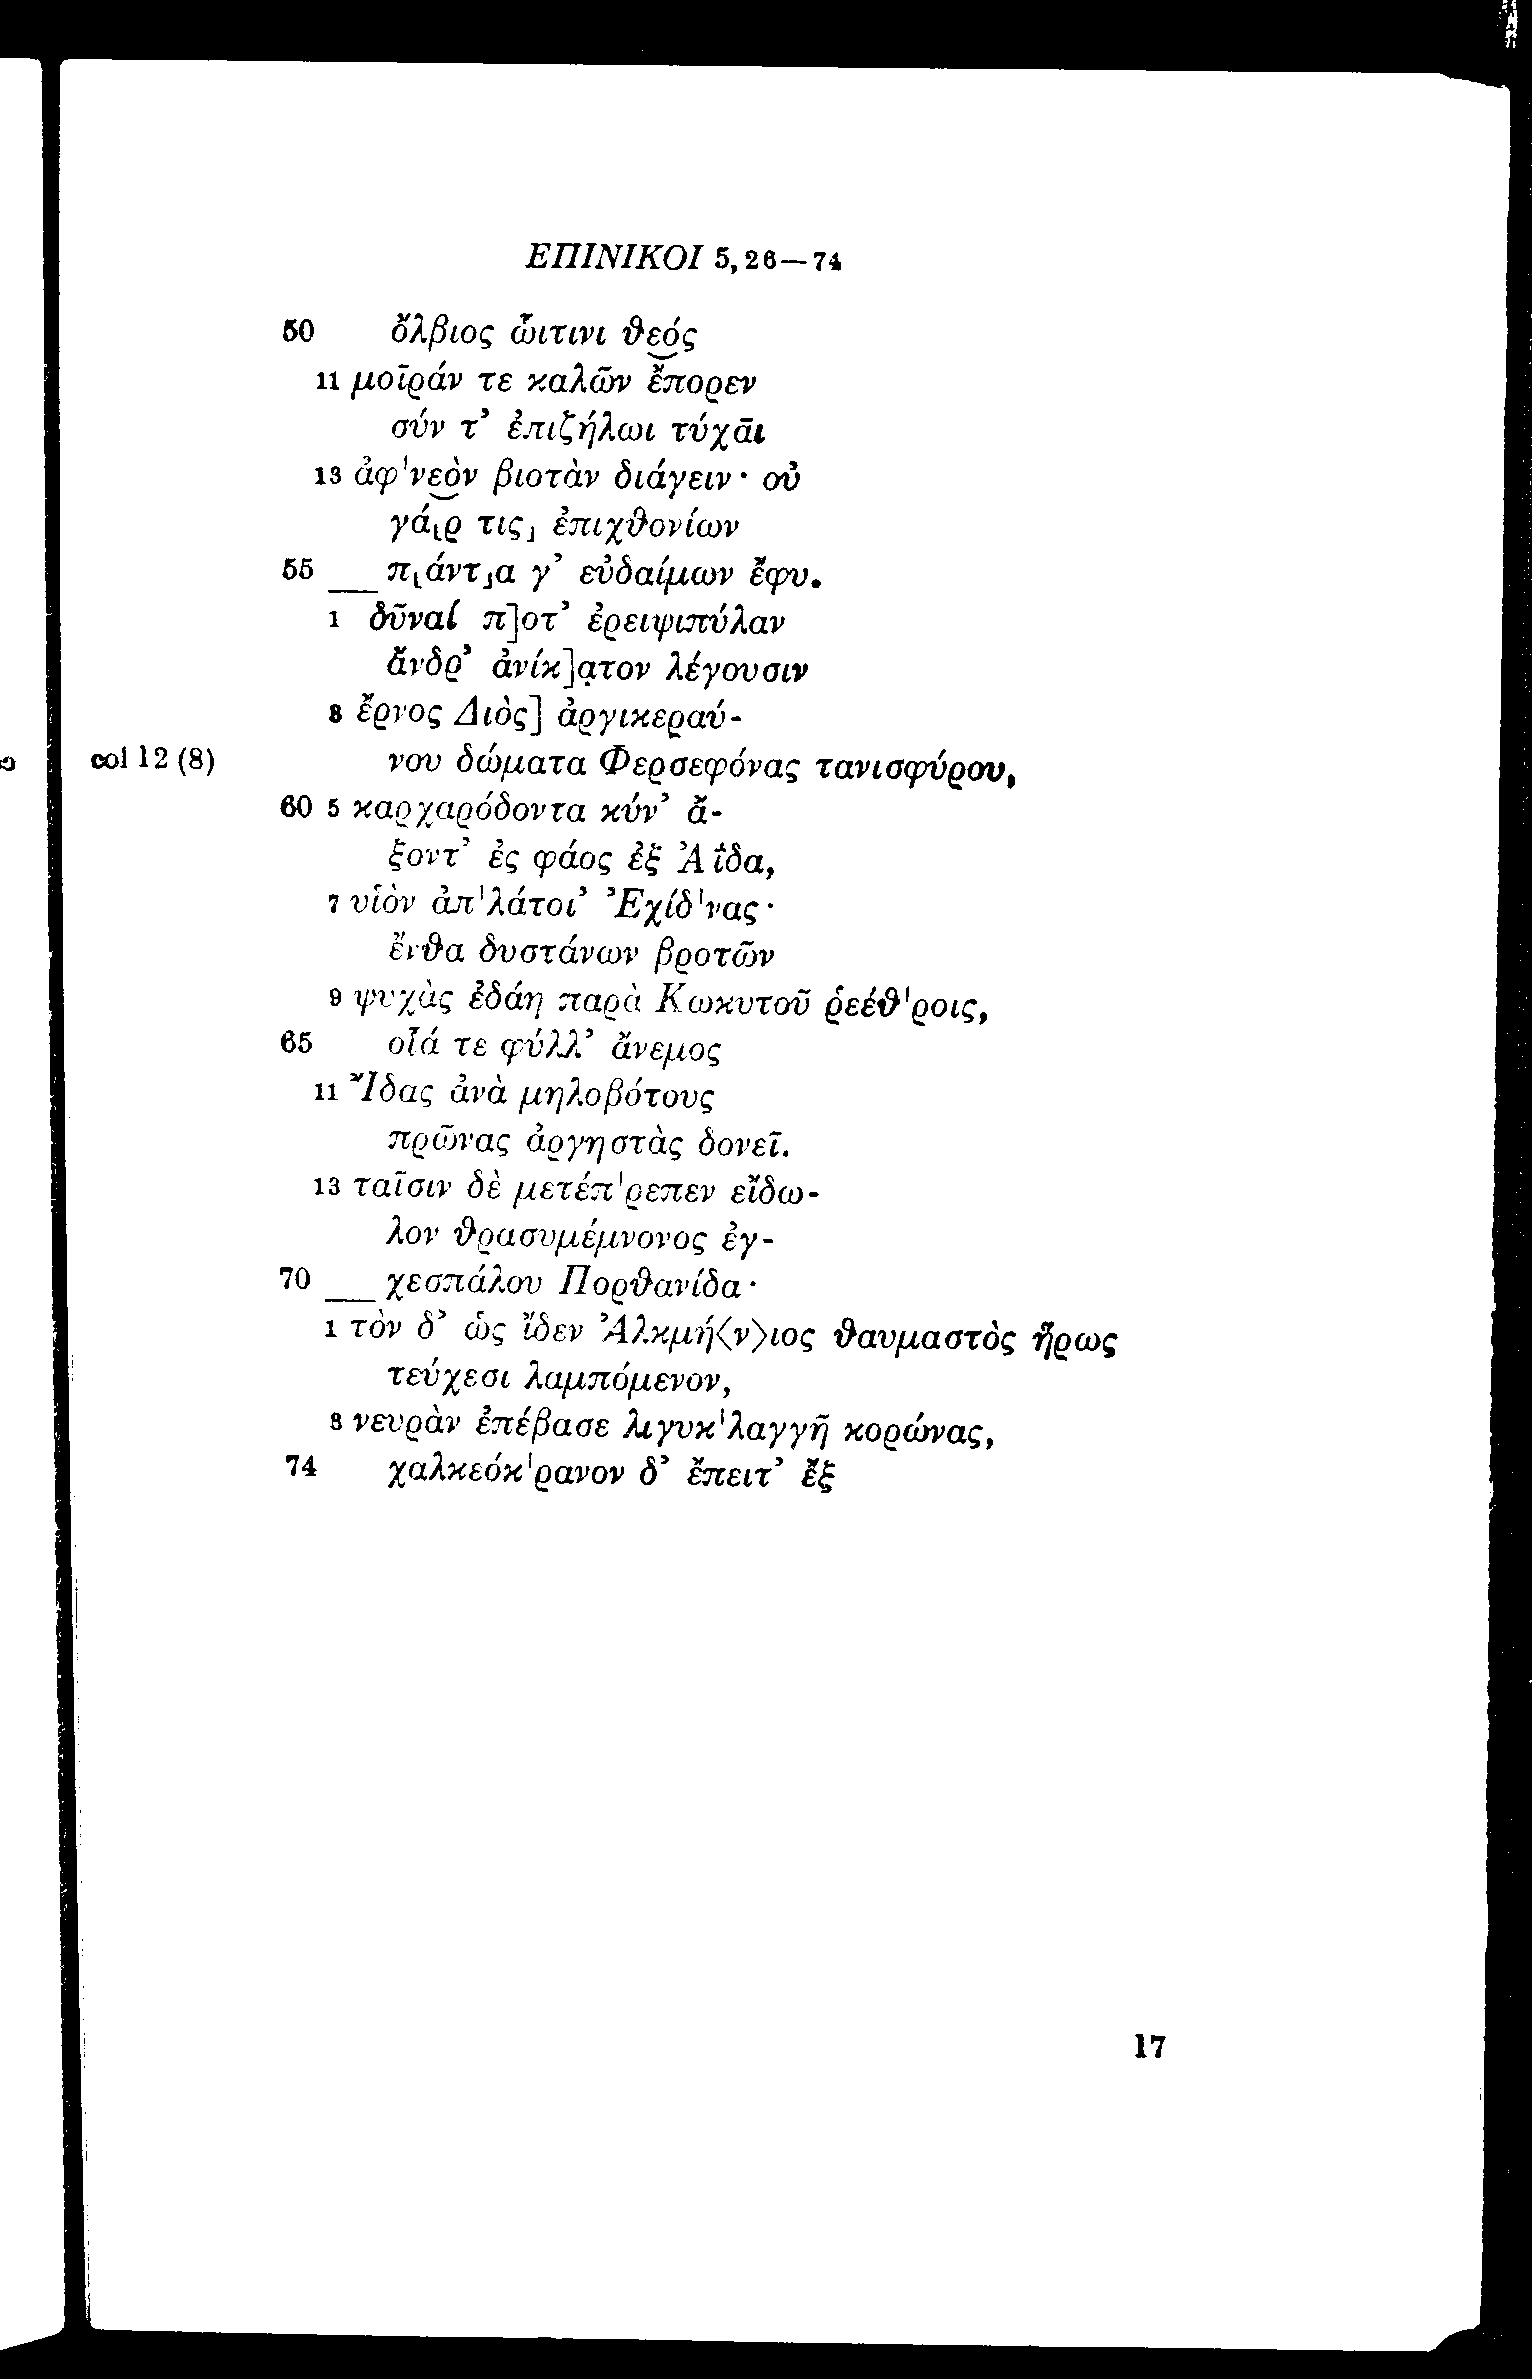 ΕΠΙΝΙΚΟΙ 5, 26—74
50 ὄλβιος ὧιτινι θεός
11 μοῖράν τε καλῶν ἔπορεν
σύν τ’ ἐπιζήλωι τύχᾱι
13 ἀφ'νεὸν βιοτὰν διάγειν· οὐ
γά⸤ρ τις⸥ ἐπιχθονίων
55 __ π⸤άντ⸥α γ’ εὐδαίμων ἔφυ.
1 δῦναί π]οτ’ ἐρειψιπύλαν
ἄνδρ’ ἀνίκ]α̣τον λέγουσιν
3 ἔρνος Διὸς] ἀργικεραύ-
col 12 (8) νου δώματα Φερσεφόνας τανισφύρου,
60 5 καρχαρόδοντα κύν’ ἄ-
ξοντ’ ἐς φάος ἐξ Ἀΐδα,
7 υἱὸν ἀπ'λάτοι’ Ἐχίδ'νας·
ἔνθα δυστάνων βροτῶν
9 ψυχὰς ἐδάη παρὰ Κωκυτοῦ ῥεέθ'ροις,
65 οἷά τε φύλλ’ ἄνεμος
11 Ἴδας ἀνὰ μηλοβότους
πρῶνας ἀργηστὰς δονεῖ.
13 ταῖσιν δὲ μετέπ'ρεπεν εἴδω-
λον θρασυμέμνονος ἐγ-
70 __ χεσπάλου Πορθανίδα·
1 τὸν δ’ ὡς ἴδεν Ἀλκμή⟨ν⟩ιος θαυμαστὸς ἥρως
τεύχεσι λαμπόμενον,
3 νευρὰν ἐπέβασε λιγυκ'λαγγῆ κορώνας,
74 χαλκεόκ'ρανον δ’ ἔπειτ’ ἔξ
17